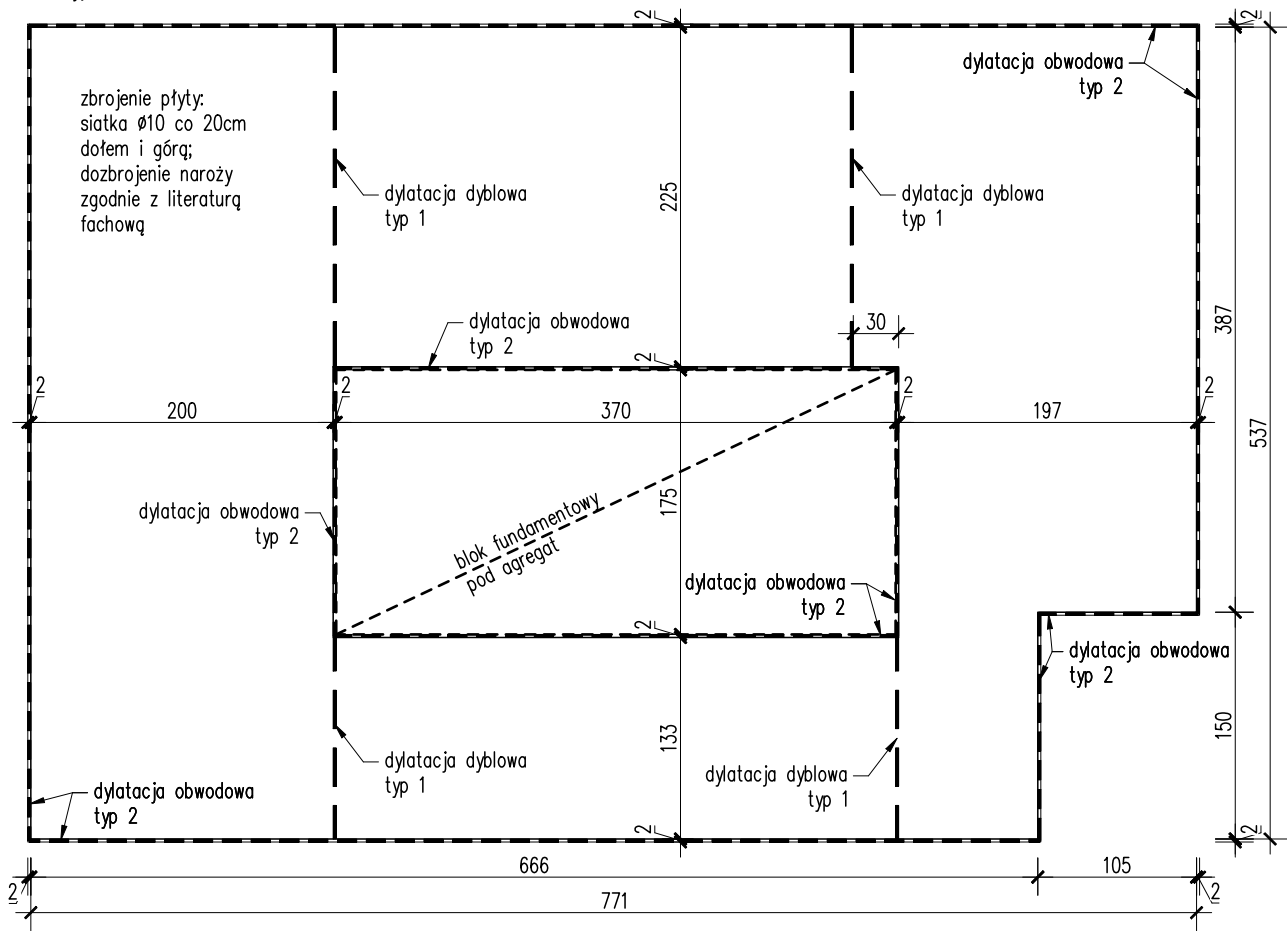 2
2
dylatacja obwodowa
typ 2
zbrojenie płyty:
siatka ø10 co 20cm
dołem i górą;
dozbrojenie naroży
zgodnie z literaturą
fachową
dylatacja dyblowa
typ 1
225
dylatacja dyblowa
typ 1
dylatacja obwodowa
typ 2
30
387
2
2
2
2
2
200
370
197
537
dylatacja obwodowa
typ 2
175
blok fundamentowy
pod agregat
dylatacja obwodowa
typ 2
2
dylatacja obwodowa
typ 2
133
150
dylatacja dyblowa
typ 1
dylatacja dyblowa
typ 1
dylatacja obwodowa
typ 2
2
2
666
105
2
2
771